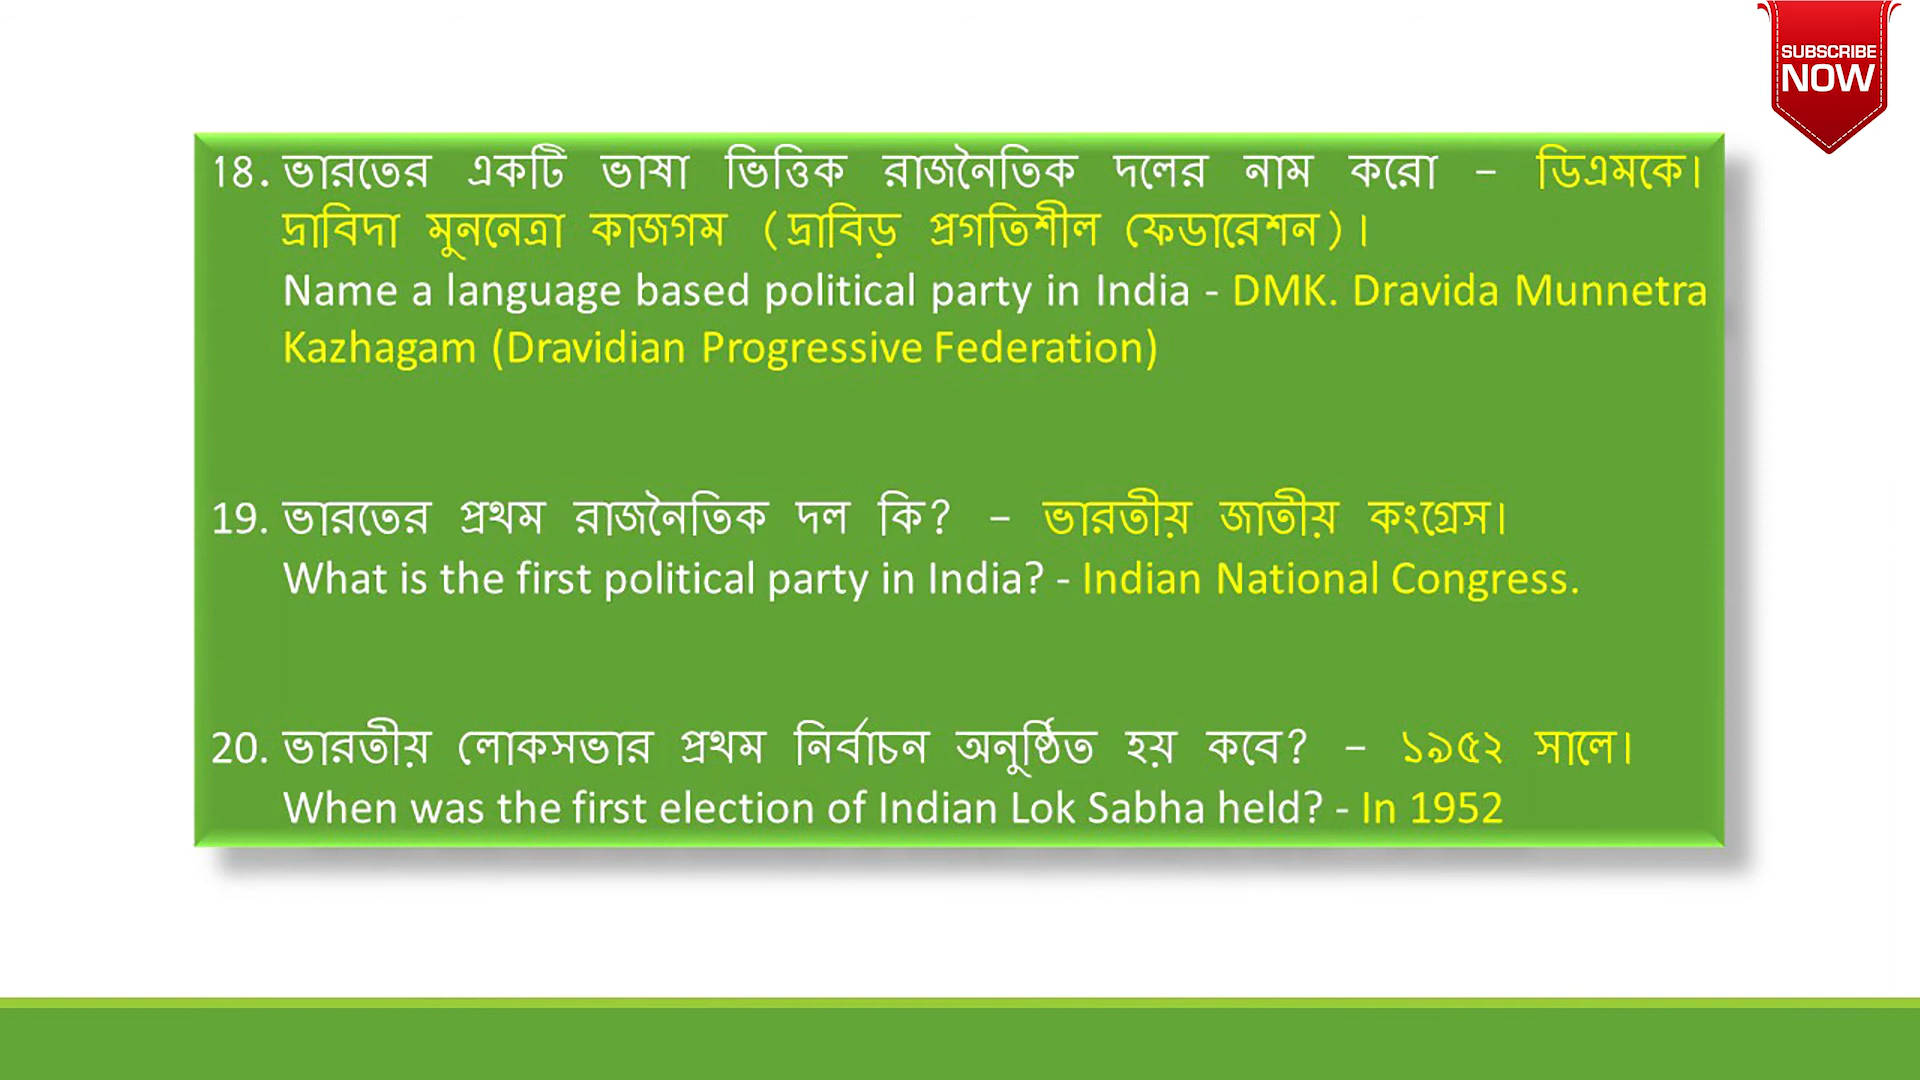 SUBSCRIBE
NOW
18. ভারতের একটি ভাষা ভিত্তিক রাজনৈতিক দলের নাম করো – ডিএমকে।
দ্রাবিদা মুননেত্রা কাজগম (দ্রাবিড় প্রগতিশীল ফেডারেশন)।
Name a language based political party in India - DMK. Dravida Munnetra
Kazhagam (Dravidian Progressive Federation)
19. ভারতের প্রথম রাজনৈতিক দল কি? – ভারতীয় জাতীয় কংগ্রেস।
What is the first political party in India? - Indian National Congress.
20. ভারতীয় লোকসভার প্রথম নির্বাচন অনুষ্ঠিত হয় কবে? – ১৯৫২ সালে।
When was the first election of Indian Lok Sabha held? - In 1952